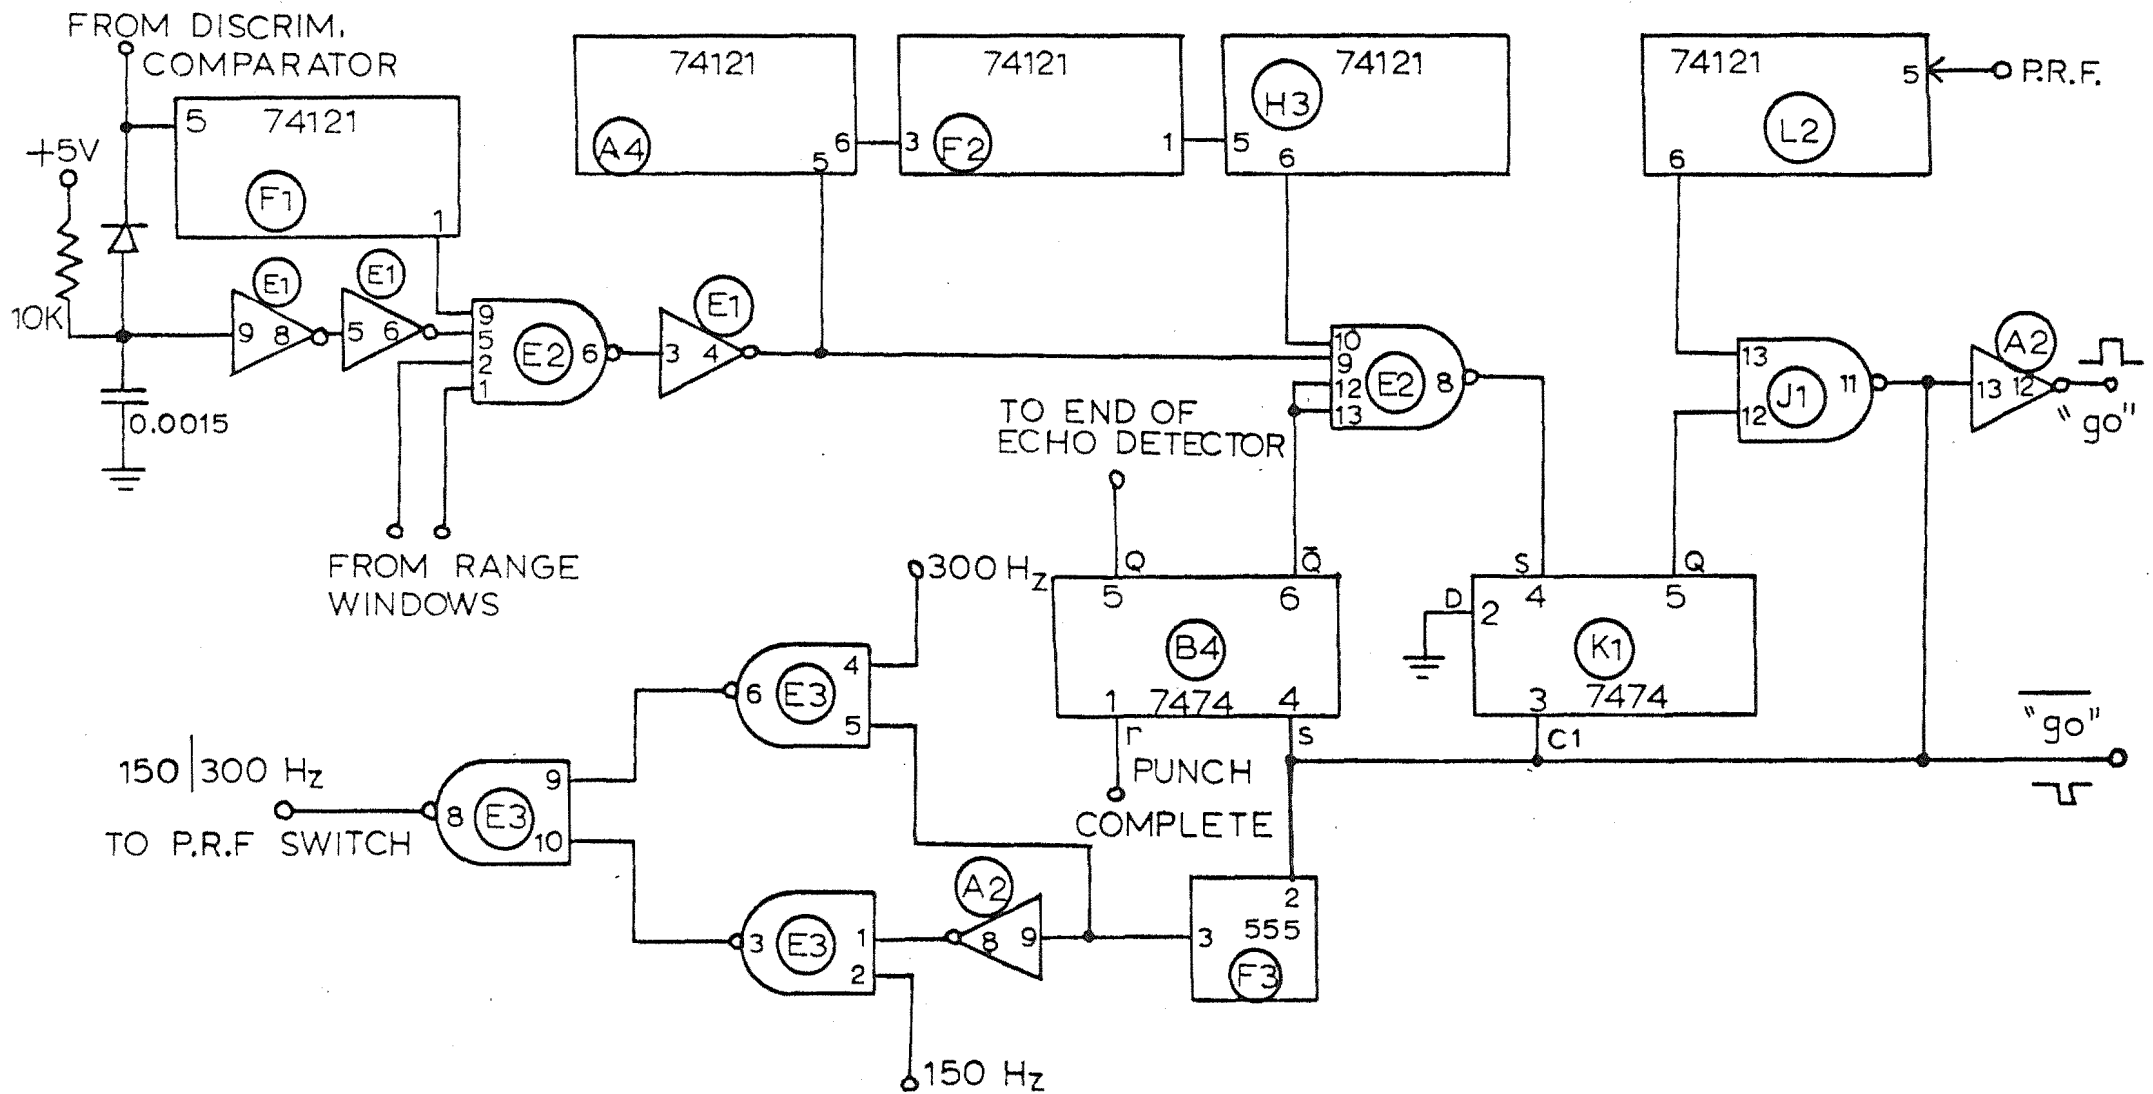 FROM DISCRIM.
COMPARATOR
5 74121
F1
1
+5V
10K
0.0015
9 8
E1
5 6
E1
9
5
2
1
E2
6
3 4
E1
FROM RANGE
WINDOWS
74121
A4
6
5
74121
3
F2
1
74121
H3
5
6
74121
5
L2
6
P.R.F.
10
9
12
13
E2
8
13
12
J1
11
A2
13 12
"go"
TO END OF
ECHO DETECTOR
Q
Q̄
5 6
B4
1 7474 4
r
s
PUNCH
COMPLETE
S
Q
D
2
4 5
K1
3 7474
C1
"go"
300 Hz
4
5
E3
6
150|300 Hz
TO P.R.F SWITCH
9
10
E3
8
A2
8 9
1
2
E3
3
150 Hz
2
3 555
F3